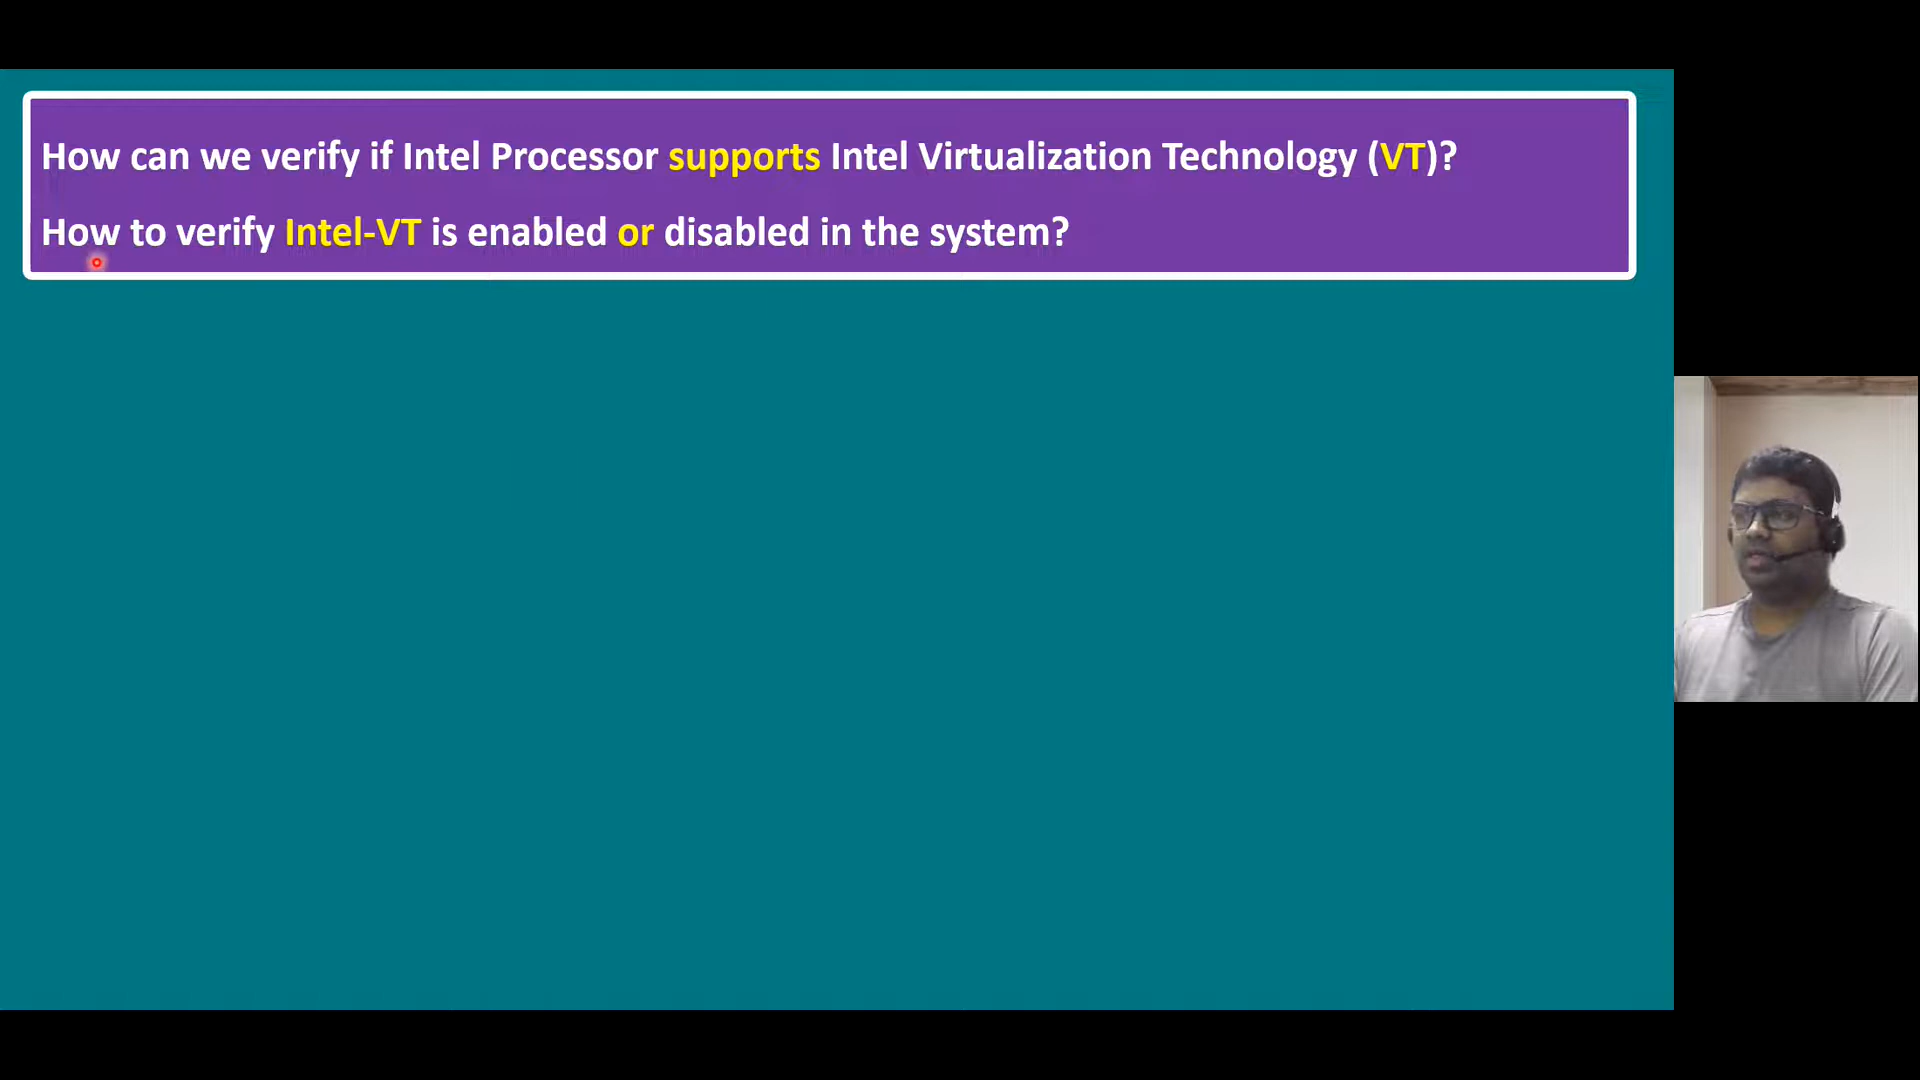 How can we verify if Intel Processor supports Intel Virtualization Technology (VT)?
How to verify Intel-VT is enabled or disabled in the system?